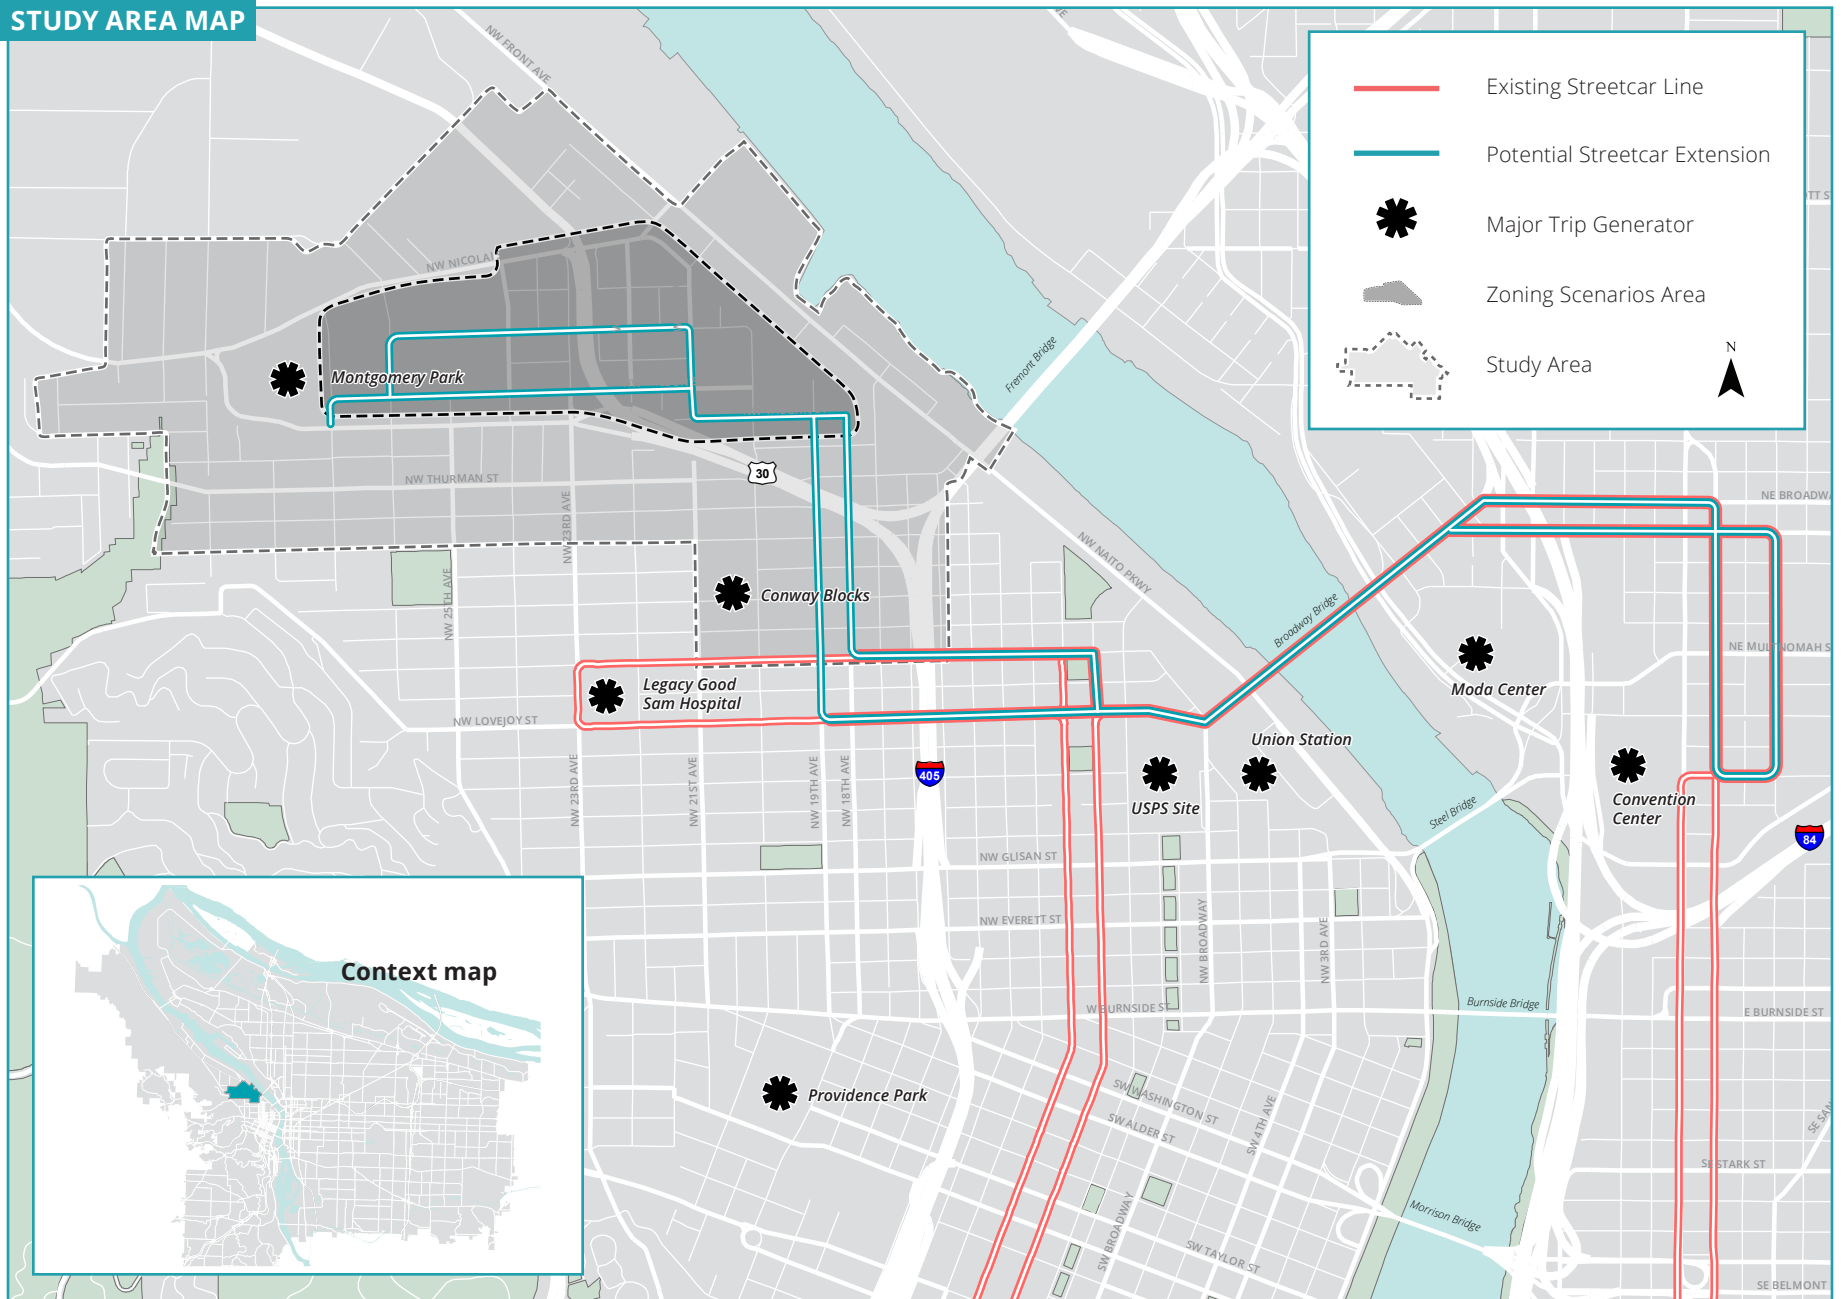 STUDY AREA MAP
Existing Streetcar Line
Potential Streetcar Extension
Major Trip Generator
Zoning Scenarios Area
Study Area
N
NW FRONT AVE
NW NICOLAI
Montgomery Park
Fremont Bridge
30
NW THURMAN ST
NW 23RD AVE
NW 25TH AVE
NW NAITO PKWY
NE BROADWA
Conway Blocks
Broadway Bridge
NE MULTNOMAH S
Moda Center
Legacy Good
Sam Hospital
NW LOVEJOY ST
Union Station
405
NW 23RD AVE
NW 21ST AVE
NW 19TH AVE
NW 18TH AVE
USPS Site
Convention
Center
Steel Bridge
84
NW GLISAN ST
NW EVERETT ST
NW BROADWAY
NW 3RD AVE
Context map
W BURNSIDE ST
Burnside Bridge
E BURNSIDE ST
Providence Park
SW WASHINGTON ST
SW ALDER ST
SW 4TH AVE
SE SAN
SE STARK ST
SW BROADWAY
Morrison Bridge
SW TAYLOR ST
SE BELMONT